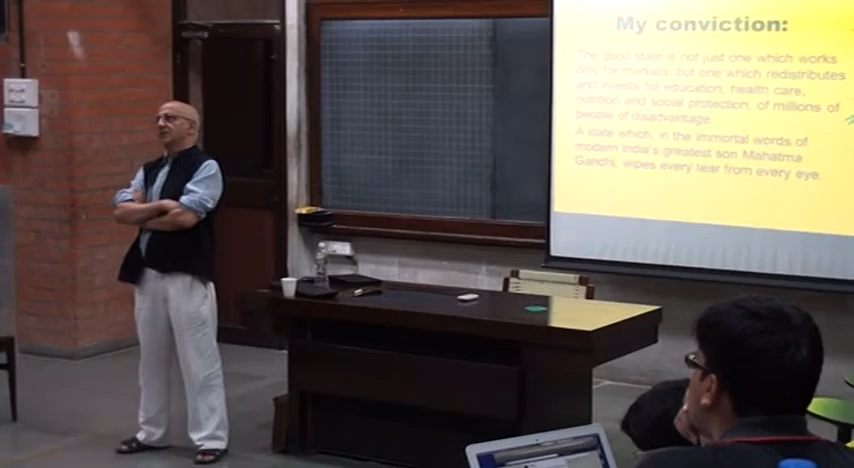 My conviction:
The good state is not just one which works
only for markets, but one which redistributes
and invests for education, health care,
nutrition and social protection, of millions of
people of disadvantage.
A state which, in the immortal words of
modern India's greatest son Mahatma
Gandhi, wipes every tear from every eye.